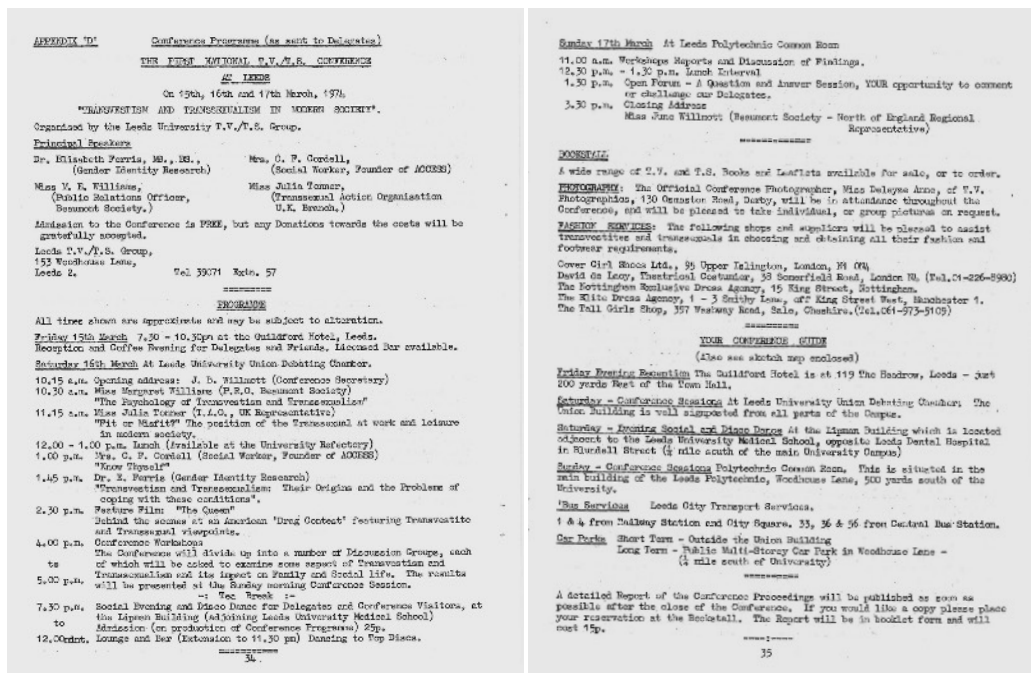 APPENDIX 'D' Conference Programme (as sent to Delegates)
THE FIRST NATIONAL T.V./T.S. CONFERENCE
AT LEEDS
On 15th, 16th and 17th March, 1974
"TRANSVESTISM AND TRANSSEXUALISM IN MODERN SOCIETY".
Organised by the Leeds University T.V./T.S. Group.
Principal Speakers
Dr. Elizabeth Ferris, MB., BS.,
(Gender Identity Research)
Mrs. C. F. Cordell,
(Social Worker, Founder of ACCESS)
Miss M. E. Williams,
(Public Relations Officer,
Beaumont Society.)
Miss Julia Tonner,
(Transsexual Action Organisation
U.K. Branch,)
Admission to the Conference is FREE, but any Donations towards the costs will be
gratefully accepted.
Leeds T.V./T.S. Group,
153 Woodhouse Lane,
Leeds 2. Tel 39071 Extn. 57
PROGRAMME
All times shown are approximate and may be subject to alteration.
Friday 15th March 7.30 - 10.30pm at the Guildford Hotel, Leeds.
Reception and Coffee Evening for Delegates and Friends. Licensed Bar available.
Saturday 16th March At Leeds University Union Debating Chamber.
10.15 a.m. Opening address: J. B. Willmott (Conference Secretary)
10.30 a.m. Miss Margaret Williams (P.R.O. Beaumont Society)
"The Psychology of Transvestism and Transsexualism"
11.15 a.m. Miss Julia Tonner (T.A.O., UK Representative)
"Fit or Misfit?" The position of the Transsexual at work and leisure
in modern society.
12.00 - 1.00 p.m. Lunch (Available at the University Refectory)
1.00 p.m. Mrs. C. F. Cordell (Social Worker, Founder of ACCESS)
"Know Thyself"
1.45 p.m. Dr. E. Ferris (Gender Identity Research)
"Transvestism and Transsexualism: Their Origins and the Problems of
coping with these conditions".
2.30 p.m. Feature Film: "The Queen"
Behind the scenes at an American "Drag Contest" featuring Transvestite
and Transsexual viewpoints.
4.00 p.m. Conference Workshops
The Conference will divide up into a number of Discussion Groups, each
to of which will be asked to examine some aspect of Transvestism and
Transsexualism and its impact on Family and Social life. The results
5.00 p.m. will be presented at the Sunday morning Conference Session.
-: Tea Break :-
7.30 p.m. Social Evening and Disco Dance for Delegates and Conference Visitors, at
to the Lipman Building (adjoining Leeds University Medical School)
Admission (on production of Conference Programme) 25p.
12.00mdnt. Lounge and Bar (Extension to 11.30 pm) Dancing to Top Discs.
34.
Sunday 17th March At Leeds Polytechnic Common Room
11.00 a.m. Workshops Reports and Discussion of Findings.
12.30 p.m. - 1.30 p.m. Lunch Interval
1.30 p.m. Open Forum - A Question and Answer Session, YOUR opportunity to comment
or challenge our Delegates.
3.30 p.m. Closing Address
Miss June Willmott (Beaumont Society - North of England Regional
Representative)
BOOKSTALL
A wide range of T.V. and T.S. Books and Leaflets available for sale, or to order.
PHOTOGRAPHY: The Official Conference Photographer, Miss Delayne Anne, of T.V.
Photographics, 130 Osmaston Road, Derby, will be in attendance throughout the
Conference, and will be pleased to take individual, or group pictures on request.
FASHION SERVICES: The following shops and suppliers will be pleased to assist
transvestites and transsexuals in choosing and obtaining all their fashion and
footwear requirements.
Cover Girl Shoes Ltd., 95 Upper Islington, London, N1
David de Lacy, Theatrical Costumier, 38 Somerfield Road, London N4, (Tel.01-226-8980)
The Nottingham Exclusive Dress Agency, 15 King Street, Nottingham.
The Elite Dress Agency, 1 - 3 Smithy Lane, off King Street West, Manchester 1.
The Tall Girls Shop, 397 Washway Road, Sale, Cheshire.(Tel.061-973-5109)
YOUR CONFERENCE GUIDE
(Also see sketch map enclosed)
Friday Evening Reception The Guildford Hotel is at 119 The Headrow, Leeds - just
200 yards West of the Town Hall.
Saturday - Conference Sessions At Leeds University Union Debating Chamber; The
Union Building is well signposted from all parts of the Campus.
Saturday - Evening Social and Disco Dance At the Lipman Building which is located
adjacent to the Leeds University Medical School, opposite Leeds Dental Hospital
in Blundell Street (¼ mile south of the main University Campus)
Sunday - Conference Sessions Polytechnic Common Room. This is situated in the
main building of the Leeds Polytechnic, Woodhouse Lane, 500 yards south of the
University.
'Bus Services Leeds City Transport Services.
1 & 4 from Railway Station and City Square. 33, 36 & 56 from Central Bus Station.
Car Parks Short Term - Outside the Union Building
Long Term - Public Multi-Storey Car Park in Woodhouse Lane -
(¼ mile south of University)
A detailed Report of the Conference Proceedings will be published as soon as
possible after the close of the Conference. If you would like a copy please place
your reservation at the Bookstall. The Report will be in booklet form and will
cost 15p.
35